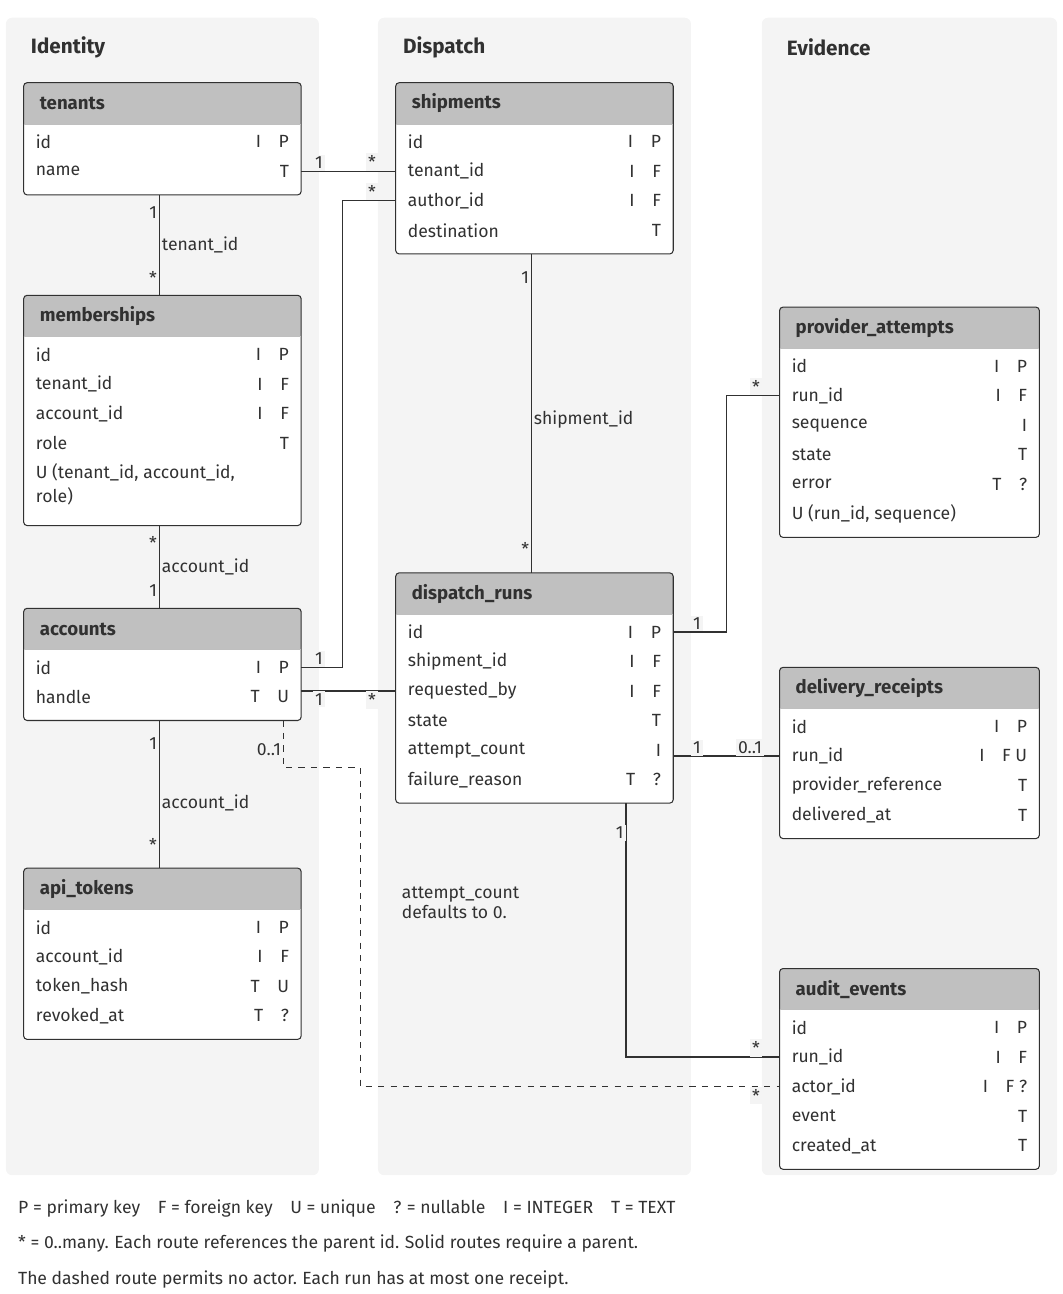 Identity
tenants
id I P
name T
1
tenant_id
*
memberships
id I P
tenant_id I F
account_id I F
role T
U (tenant_id, account_id,
role)
*
account_id
1
accounts
id I P
handle T U
1
account_id
*
0..1
api_tokens
id I P
account_id I F
token_hash T U
revoked_at T ?
1 *
*
1
1 *
Dispatch
shipments
id I P
tenant_id I F
author_id I F
destination T
1
shipment_id
*
dispatch_runs
id I P
shipment_id I F
requested_by I F
state T
attempt_count I
failure_reason T ?
1
attempt_count
defaults to 0.
1
*
1 0..1
*
*
Evidence
provider_attempts
id I P
run_id I F
sequence I
state T
error T ?
U (run_id, sequence)
delivery_receipts
id I P
run_id I F U
provider_reference T
delivered_at T
audit_events
id I P
run_id I F
actor_id I F ?
event T
created_at T
P = primary key F = foreign key U = unique ? = nullable I = INTEGER T = TEXT
* = 0..many. Each route references the parent id. Solid routes require a parent.
The dashed route permits no actor. Each run has at most one receipt.